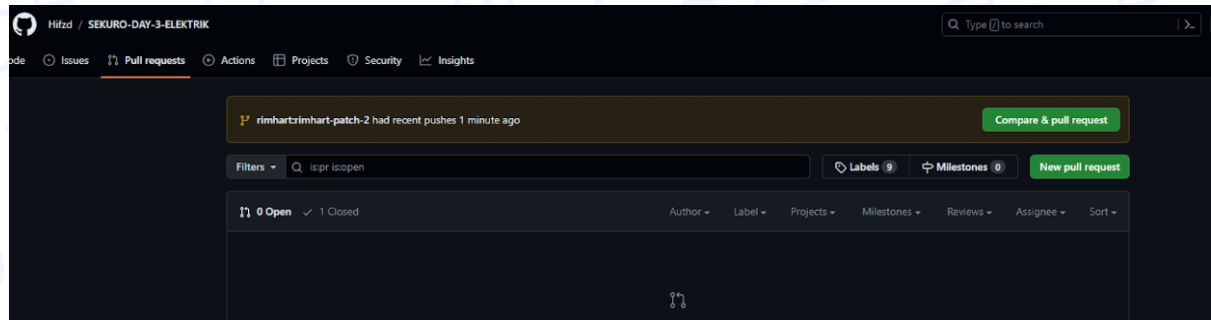 Hifzd / SEKURO-DAY-3-ELEKTRIK
Type / to search
ode Issues Pull requests Actions Projects Security Insights
rimhart:rimhart-patch-2 had recent pushes 1 minute ago
Compare & pull request
Filters is:pr is:open Labels 9 Milestones 0 New pull request
0 Open 1 Closed Author Label Projects Milestones Reviews Assignee Sort